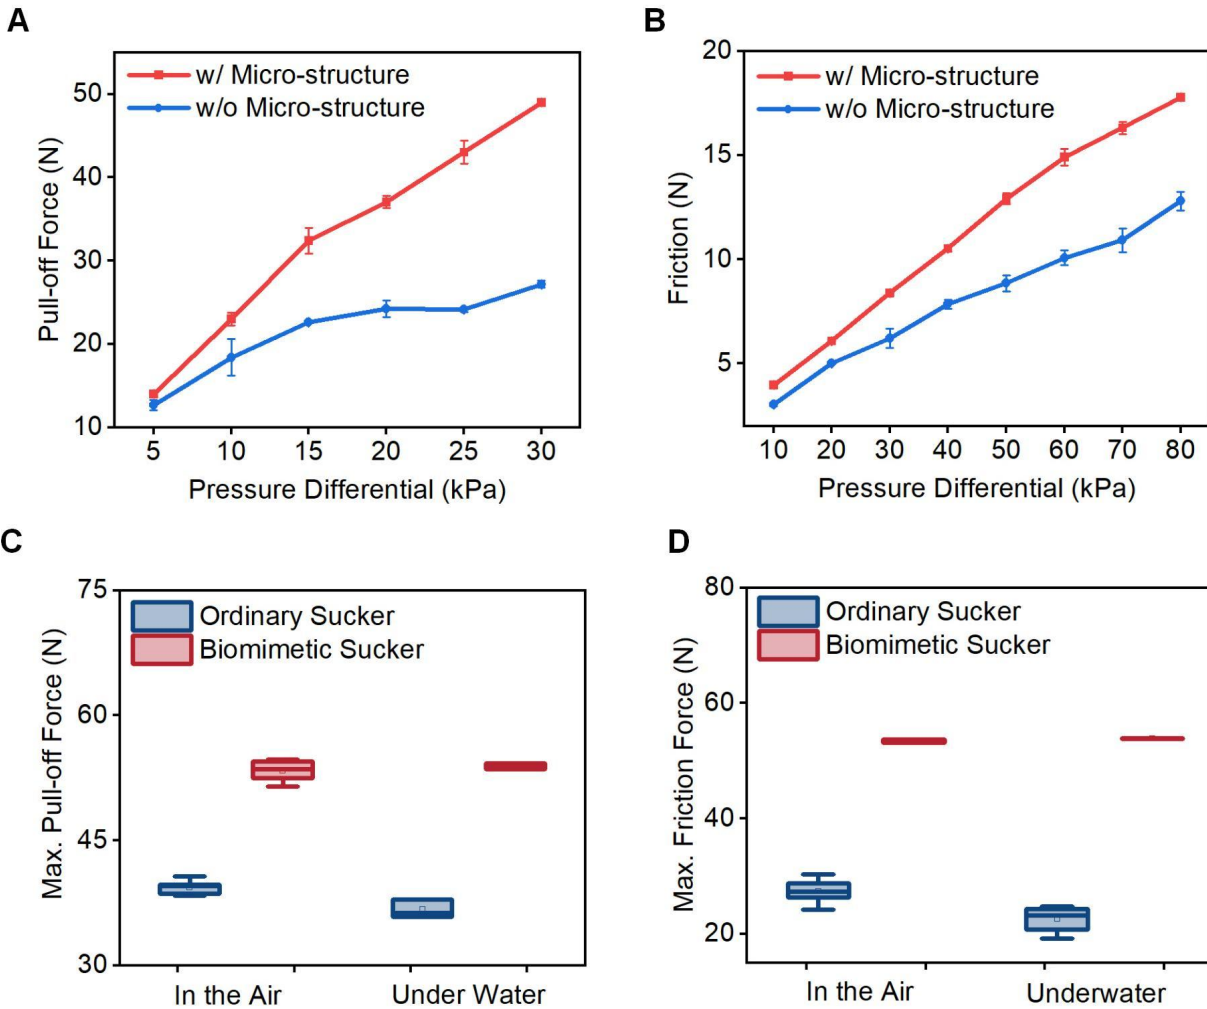 A
w/ Micro-structure
w/o Micro-structure
Pull-off Force (N)
50
40
30
20
10
5 10 15 20 25 30
Pressure Differential (kPa)
B
w/ Micro-structure
w/o Micro-structure
Friction (N)
20
15
10
5
10 20 30 40 50 60 70 80
Pressure Differential (kPa)
C
Ordinary Sucker
Biomimetic Sucker
Max. Pull-off Force (N)
75
60
45
30
In the Air Under Water
D
Ordinary Sucker
Biomimetic Sucker
Max. Friction Force (N)
80
60
40
20
In the Air Underwater